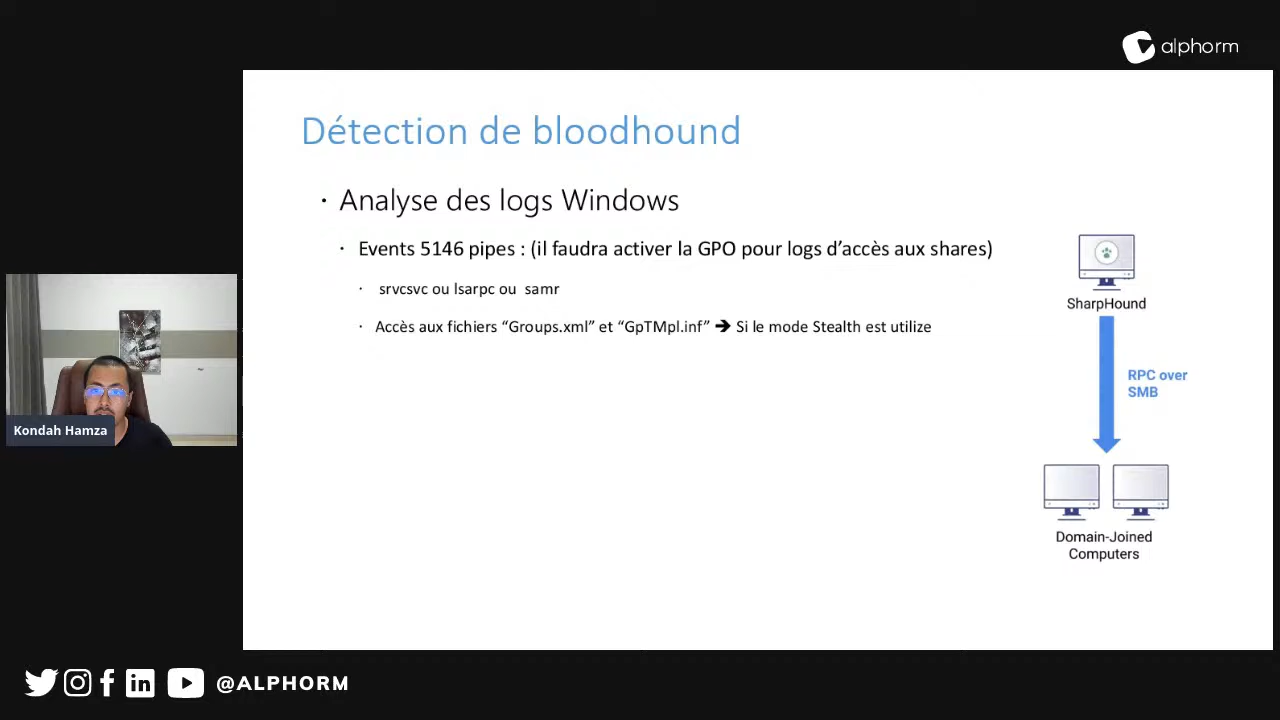 alphorm
Détection de bloodhound
· Analyse des logs Windows
· Events 5146 pipes : (il faudra activer la GPO pour logs d’accès aux shares)
· srvcsvc ou lsarpc ou samr
· Accès aux fichiers “Groups.xml” et “GpTMpl.inf” ➔ Si le mode Stealth est utilize
SharpHound
RPC over
SMB
Domain-Joined
Computers
Kondah Hamza
@ALPHORM